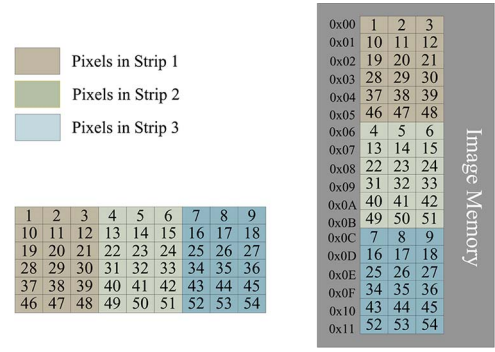 Pixels in Strip 1
Pixels in Strip 2
Pixels in Strip 3
1 2 3 4 5 6 7 8 9
10 11 12 13 14 15 16 17 18
19 20 21 22 23 24 25 26 27
28 29 30 31 32 33 34 35 36
37 38 39 40 41 42 43 44 45
46 47 48 49 50 51 52 53 54
0x00 1 2 3
0x01 10 11 12
0x02 19 20 21
0x03 28 29 30
0x04 37 38 39
0x05 46 47 48
0x06 4 5 6
0x07 13 14 15
0x08 22 23 24
0x09 31 32 33
0x0A 40 41 42
0x0B 49 50 51
0x0C 7 8 9
0x0D 16 17 18
0x0E 25 26 27
0x0F 34 35 36
0x10 43 44 45
0x11 52 53 54
Image Memory